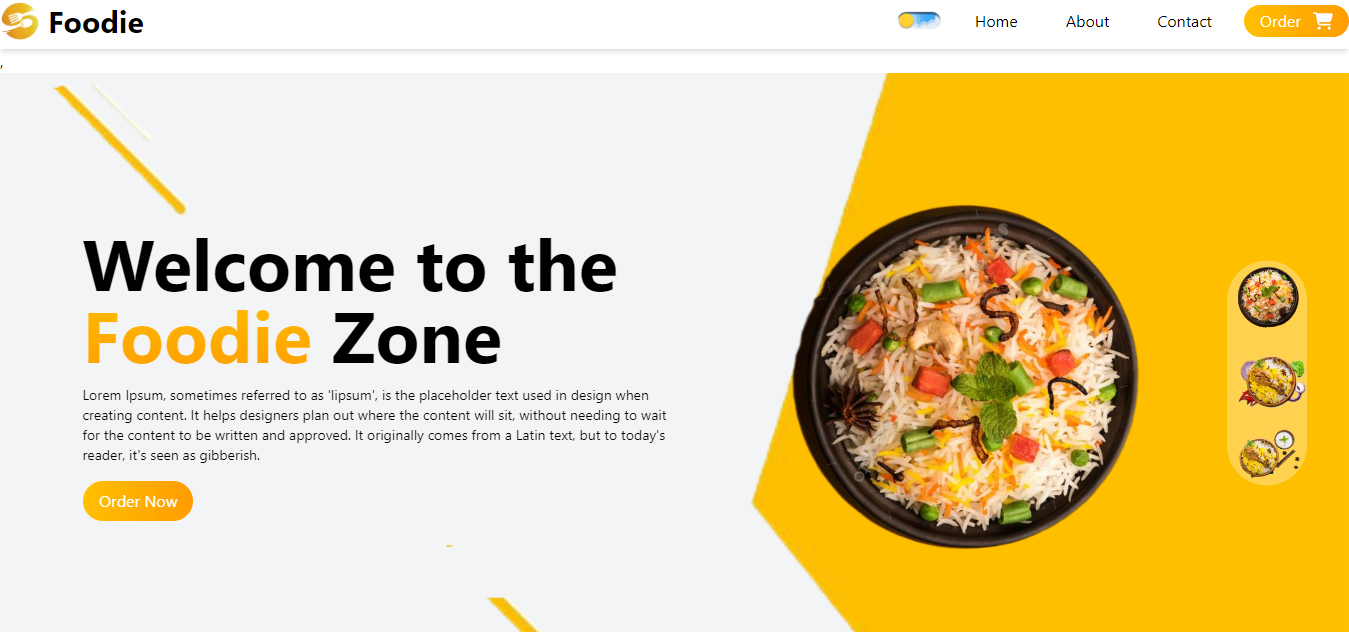 Foodie
Home
About
Contact
Order
,
Welcome to the
Foodie Zone
Lorem Ipsum, sometimes referred to as 'lipsum', is the placeholder text used in design when
creating content. It helps designers plan out where the content will sit, without needing to wait
for the content to be written and approved. It originally comes from a Latin text, but to today's
reader, it's seen as gibberish.
Order Now